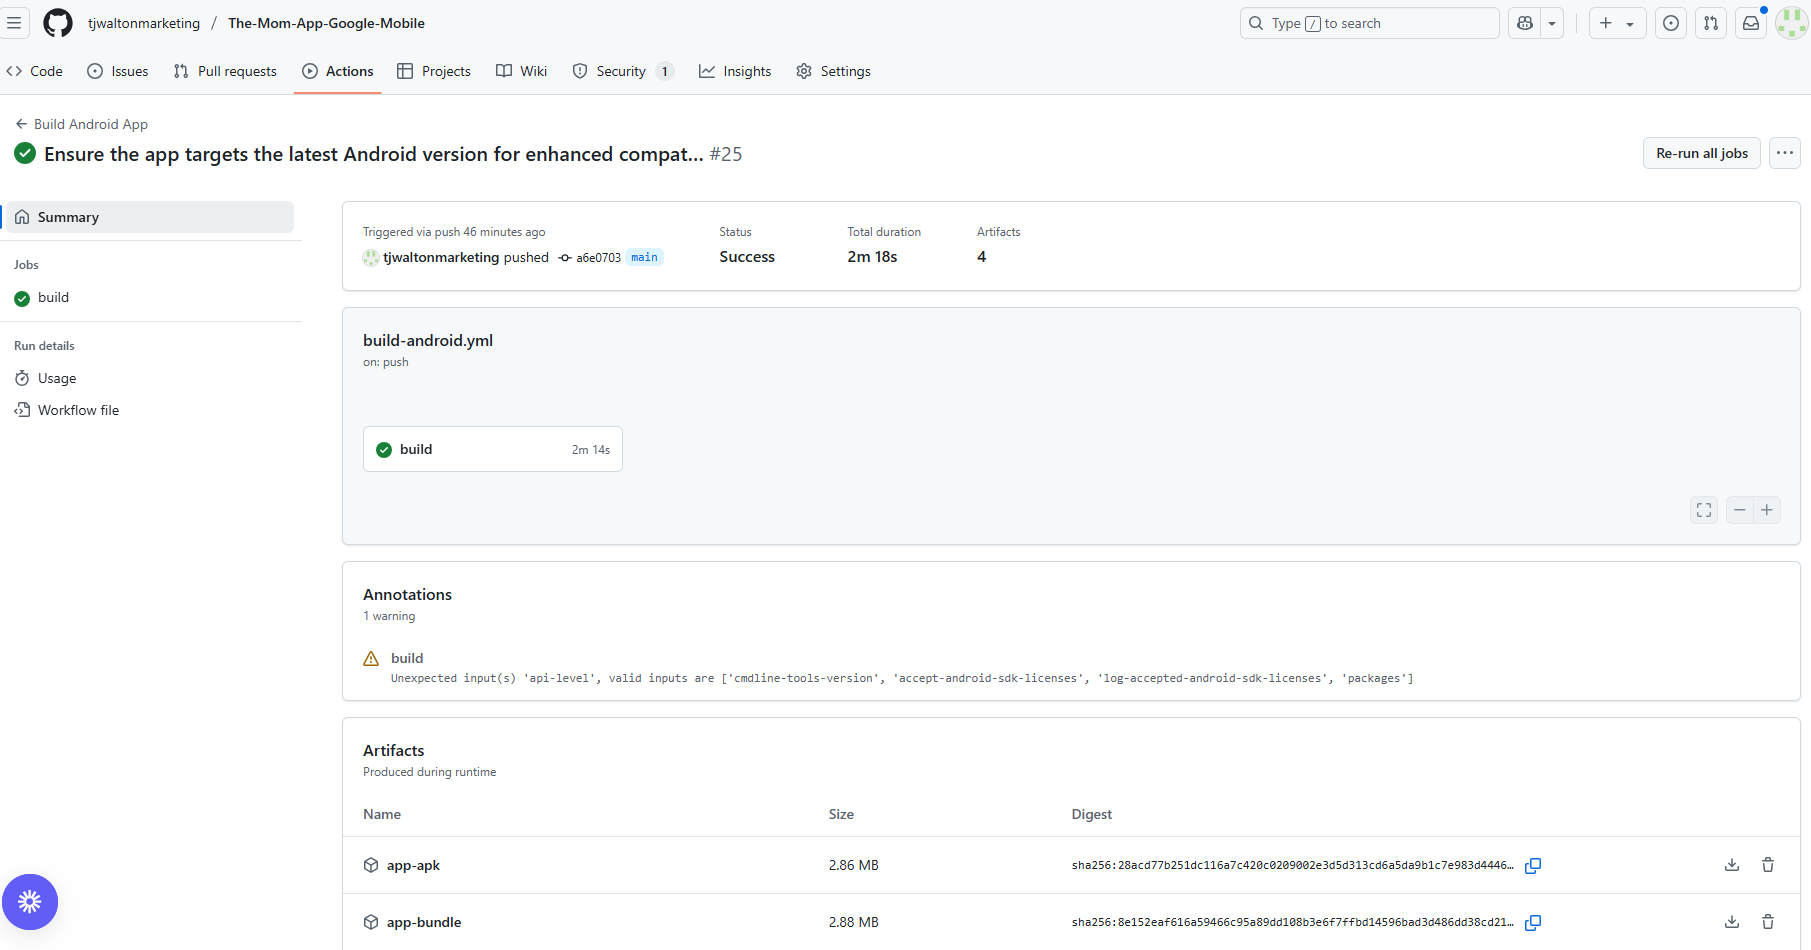 tjwaltonmarketing / The-Mom-App-Google-Mobile
Type / to search
Code
Issues
Pull requests
Actions
Projects
Wiki
Security 1
Insights
Settings
Build Android App
Ensure the app targets the latest Android version for enhanced compat... #25
Re-run all jobs
Summary
Jobs
build
Run details
Usage
Workflow file
Triggered via push 46 minutes ago
tjwaltonmarketing pushed a6e0703 main
Status
Success
Total duration
2m 18s
Artifacts
4
build-android.yml
on: push
build 2m 14s
Annotations
1 warning
build
Unexpected input(s) 'api-level', valid inputs are ['cmdline-tools-version', 'accept-android-sdk-licenses', 'log-accepted-android-sdk-licenses', 'packages']
Artifacts
Produced during runtime
Name Size Digest
app-apk 2.86 MB sha256:28acd77b251dc116a7c420c0209002e3d5d313cd6a5da9b1c7e983d4446…
app-bundle 2.88 MB sha256:8e152eaf616a59466c95a89dd108b3e6f7ffbd14596bad3d486dd38cd21…